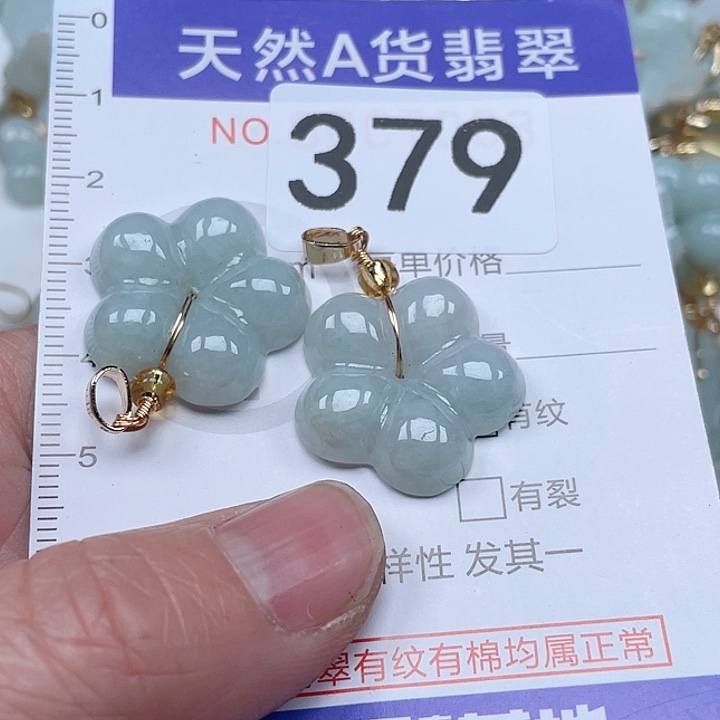 天然A货翡翠
0
1
NO
379
2
3
单价格
4
量
有纹
5
有裂
样性 发其一
翠有纹有棉均属正常